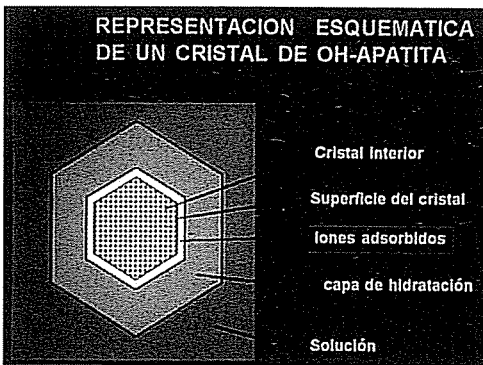 REPRESENTACION ESQUEMATICA
DE UN CRISTAL DE OH-APATITA
Cristal Interior
Superficie del cristal
Iones adsorbidos
capa de hidratación
Solución